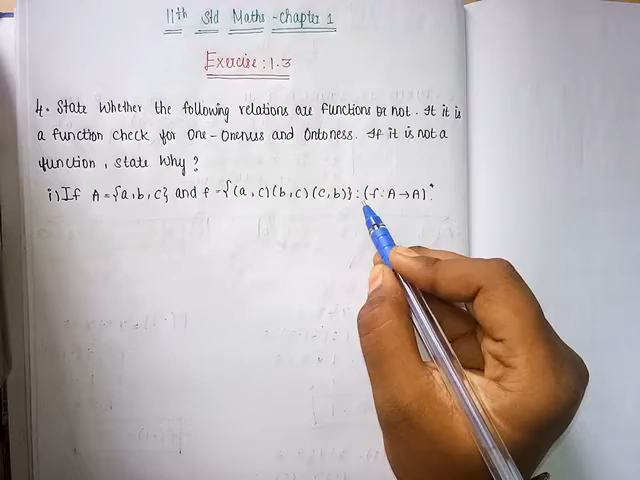 11th Std Maths - Chapter 1
Exercise: 1.3
4. State whether the following relations are functions or not. It it is
a function check for One-Oneness and Ontoness. If it is not a
function, state why?
i) If A = {a, b, c} and f = {(a, c) (b, c) (c, b)} : (f : A → A).